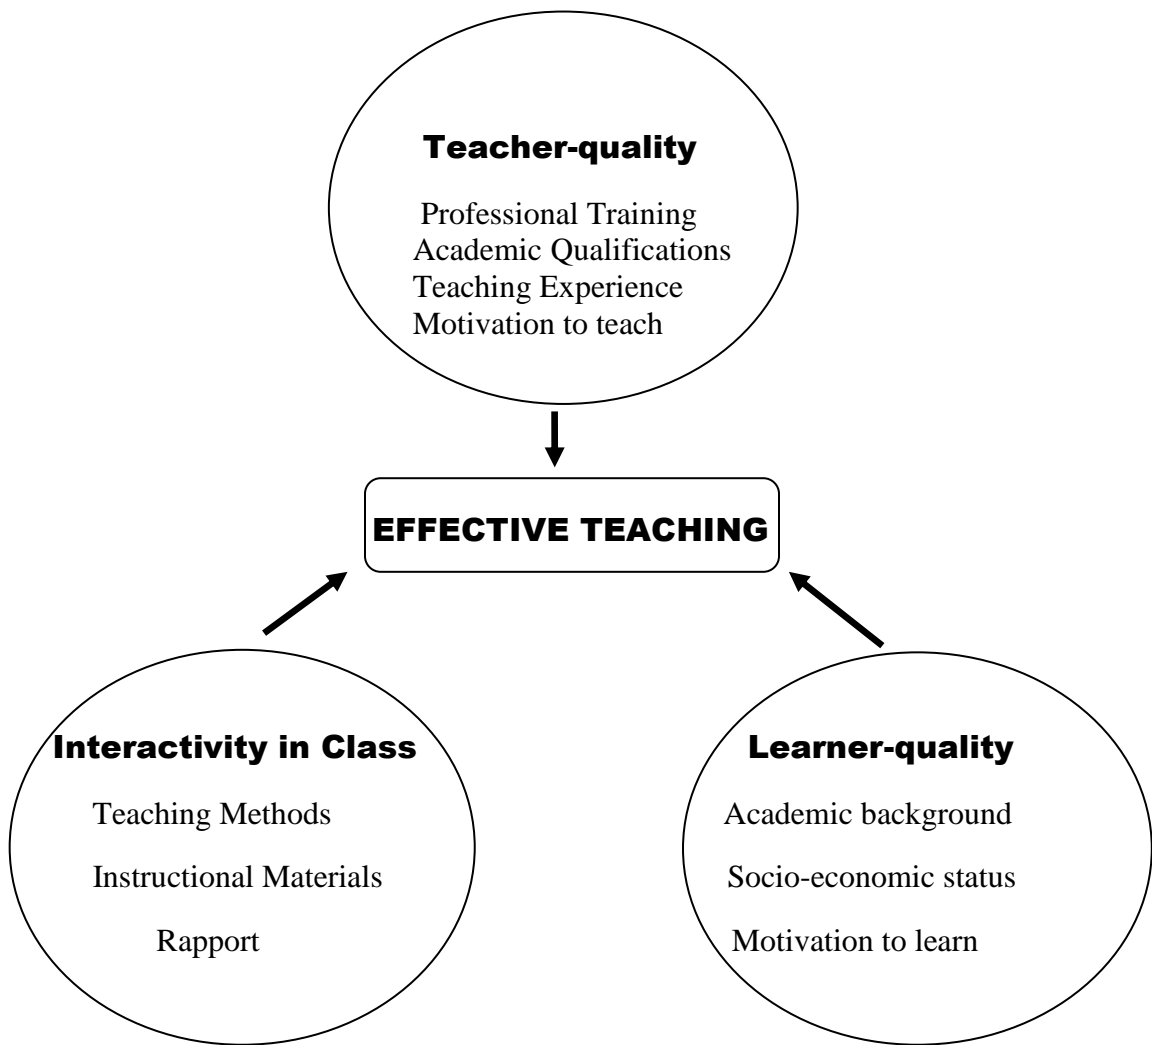 Teacher-quality
Professional Training
Academic Qualifications
Teaching Experience
Motivation to teach
EFFECTIVE TEACHING
Interactivity in Class
Teaching Methods
Instructional Materials
Rapport
Learner-quality
Academic background
Socio-economic status
Motivation to learn